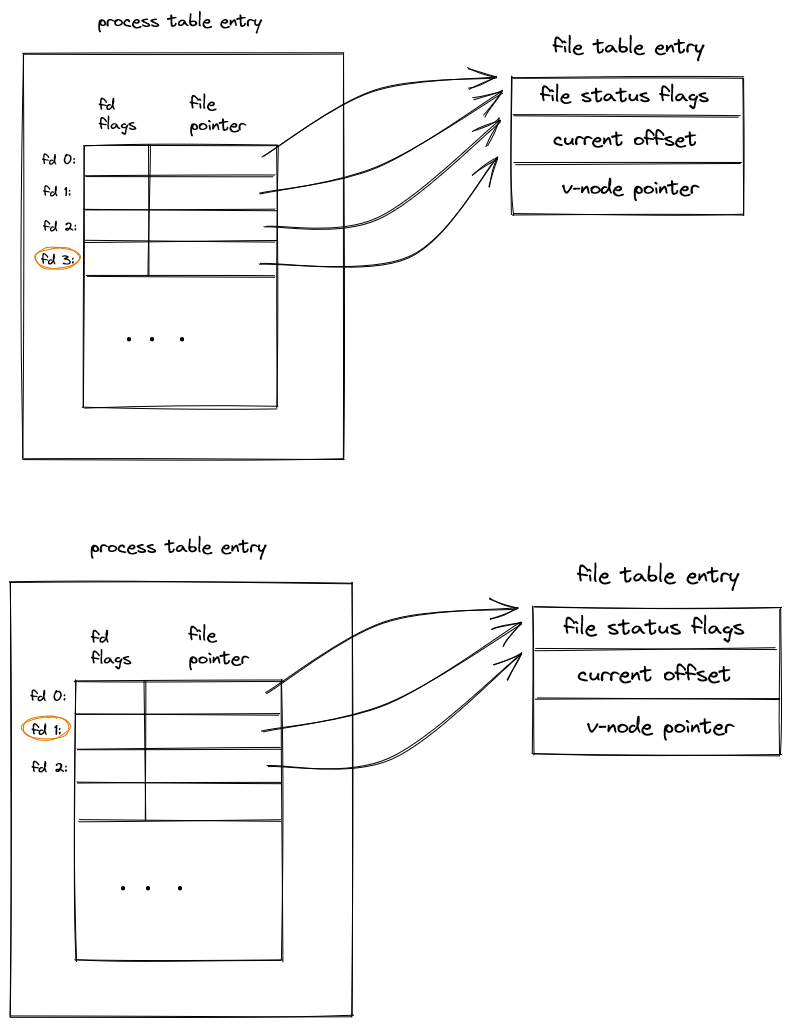 process table entry
file table entry
fd flags
file pointer
file status flags
current offset
v-node pointer
fd 0:
fd 1:
fd 2:
fd 3:
. . .
process table entry
file table entry
fd flags
file pointer
file status flags
current offset
v-node pointer
fd 0:
fd 1:
fd 2:
. . .